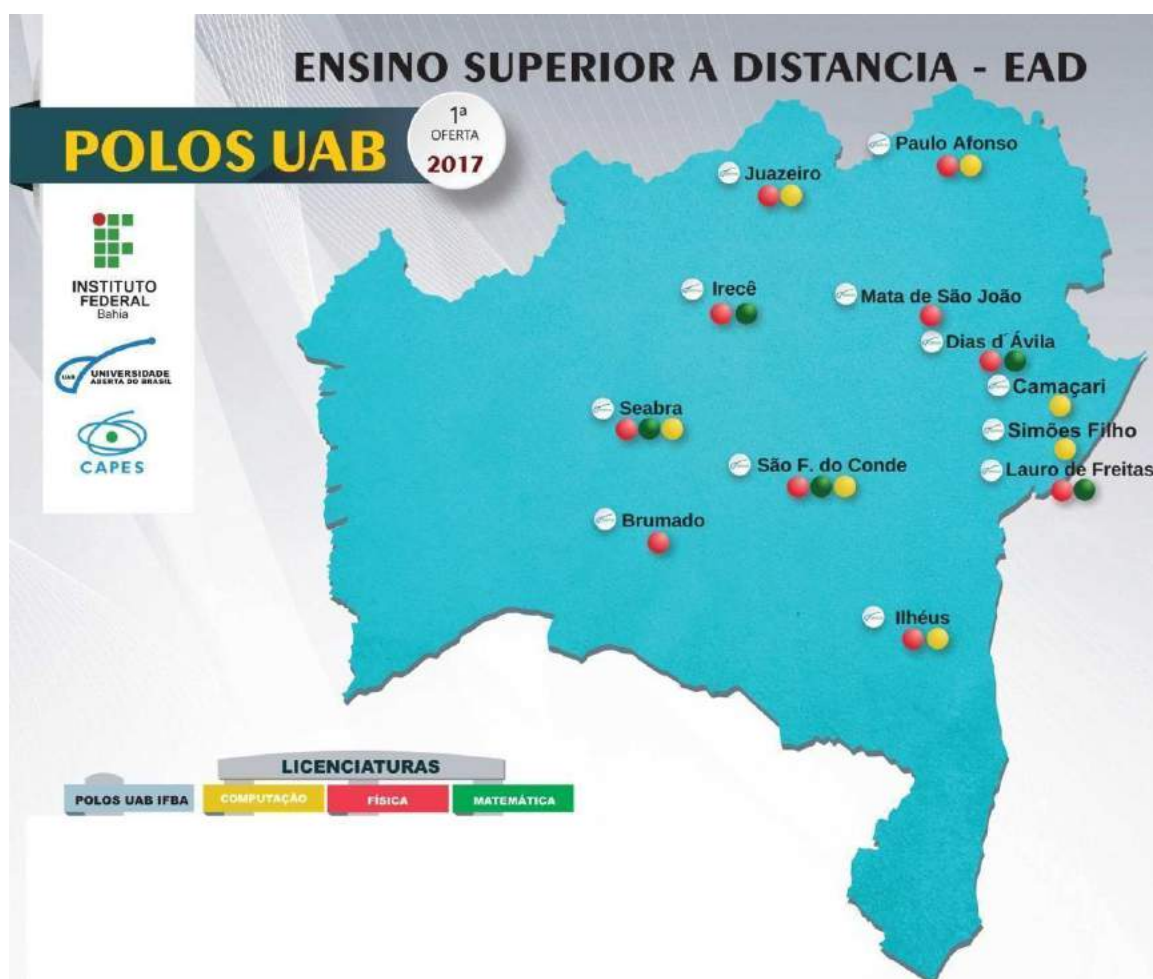 ENSINO SUPERIOR A DISTANCIA - EAD
POLOS UAB
1ª
OFERTA
2017
INSTITUTO
FEDERAL
Bahia
UAB
UNIVERSIDADE
ABERTA DO BRASIL
CAPES
Paulo Afonso
Juazeiro
Irecê
Mata de São João
Dias d´Ávila
Camaçari
Seabra
Simões Filho
São F. do Conde
Lauro de Freitas
Brumado
Ilhéus
LICENCIATURAS
POLOS UAB IFBA
COMPUTAÇÃO
FÍSICA
MATEMÁTICA